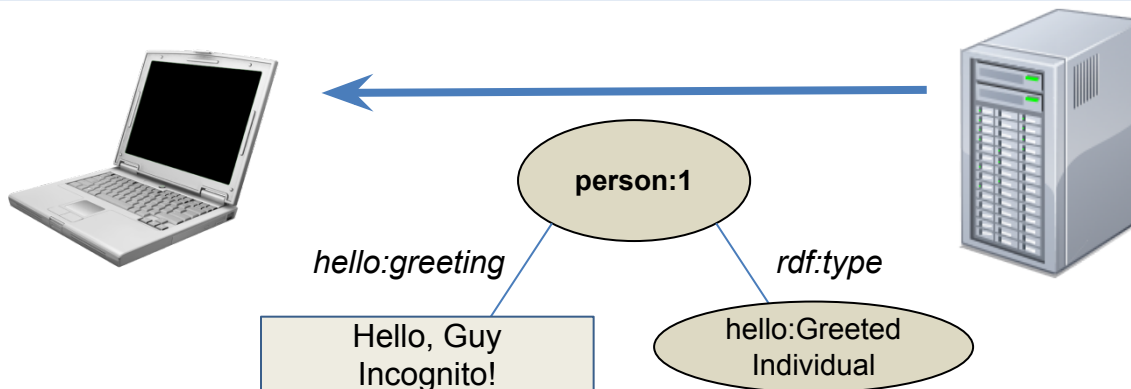 person:1
hello:greeting
rdf:type
Hello, Guy
Incognito!
hello:Greeted
Individual